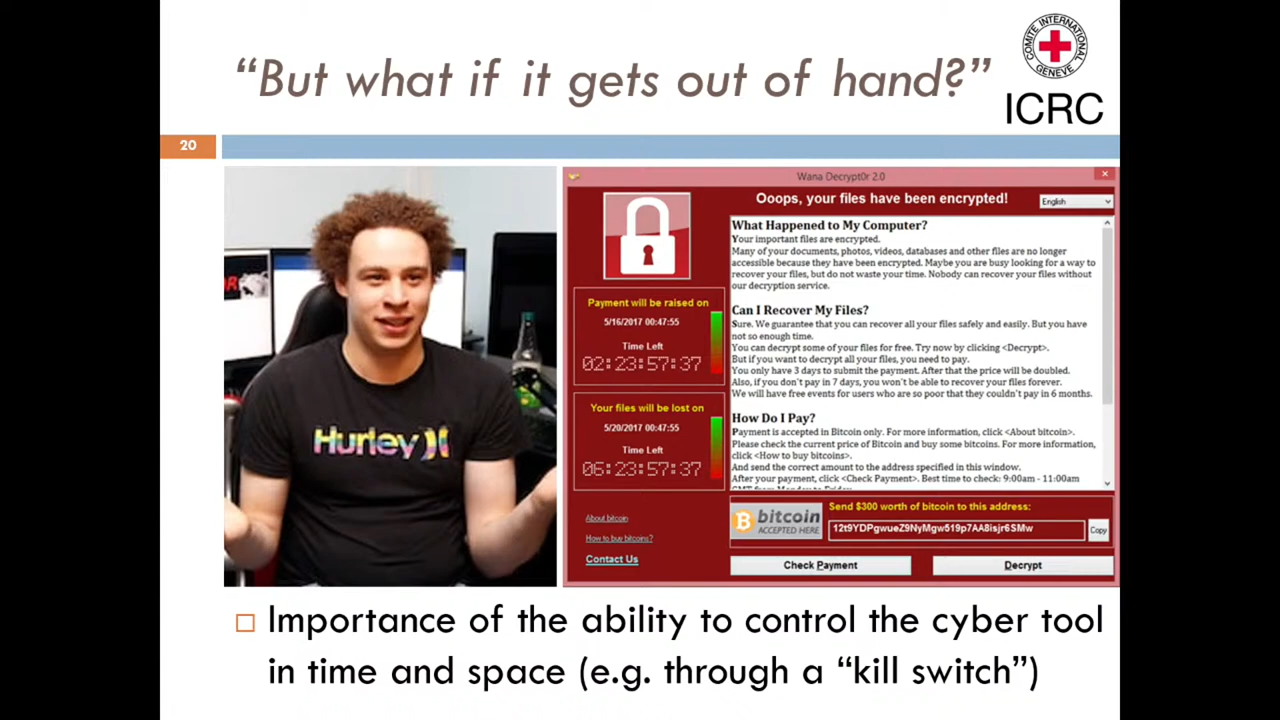 “But what if it gets out of hand?”
COMITE INTERNATIONAL
GENEVE
ICRC
20
Hurley
Wana Decrypt0r 2.0
Ooops, your files have been encrypted!
English
What Happened to My Computer?
Your important files are encrypted.
Many of your documents, photos, videos, databases and other files are no longer
accessible because they have been encrypted. Maybe you are busy looking for a way to
recover your files, but do not waste your time. Nobody can recover your files without
our decryption service.
Can I Recover My Files?
Sure. We guarantee that you can recover all your files safely and easily. But you have
not so enough time.
You can decrypt some of your files for free. Try now by clicking <Decrypt>.
But if you want to decrypt all your files, you need to pay.
You only have 3 days to submit the payment. After that the price will be doubled.
Also, if you don't pay in 7 days, you won't be able to recover your files forever.
We will have free events for users who are so poor that they couldn't pay in 6 months.
How Do I Pay?
Payment is accepted in Bitcoin only. For more information, click <About bitcoin>.
Please check the current price of Bitcoin and buy some bitcoins. For more information,
click <How to buy bitcoins>.
And send the correct amount to the address specified in this window.
After your payment, click <Check Payment>. Best time to check: 9:00am - 11:00am
GMT from Monday to Friday
Payment will be raised on
5/16/2017 00:47:55
Time Left
02:23:57:37
Your files will be lost on
5/20/2017 00:47:55
Time Left
06:23:57:37
About bitcoin
How to buy bitcoins?
Contact Us
bitcoin
ACCEPTED HERE
Send $300 worth of bitcoin to this address:
12t9YDPgwueZ9NyMgw519p7AA8isjr6SMw
Copy
Check Payment
Decrypt
Importance of the ability to control the cyber tool
in time and space (e.g. through a “kill switch”)